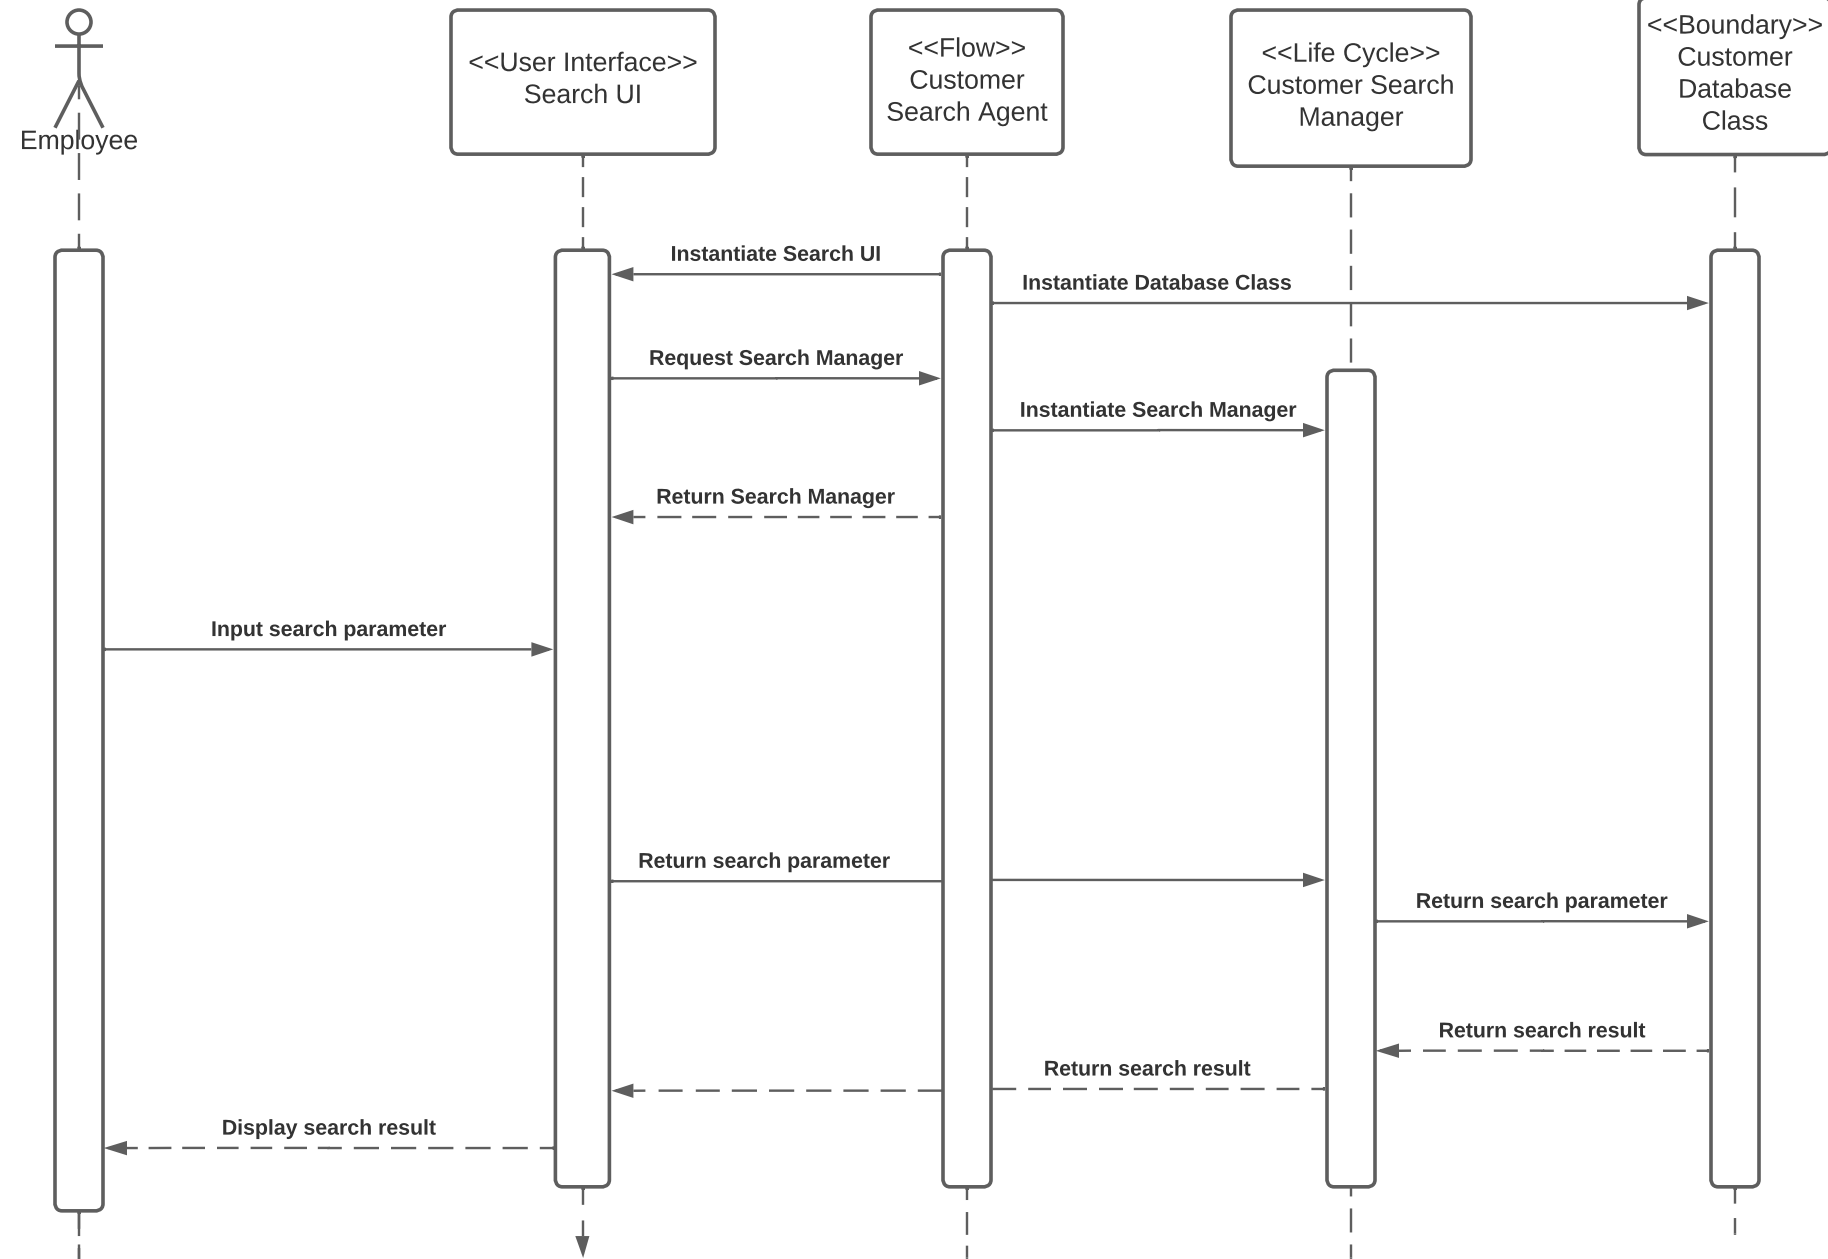 Employee
<<User Interface>>
Search UI
<<Flow>>
Customer
Search Agent
<<Life Cycle>>
Customer Search
Manager
<<Boundary>>
Customer
Database
Class
Instantiate Search UI
Instantiate Database Class
Request Search Manager
Instantiate Search Manager
Return Search Manager
Input search parameter
Return search parameter
Return search parameter
Return search result
Return search result
Display search result